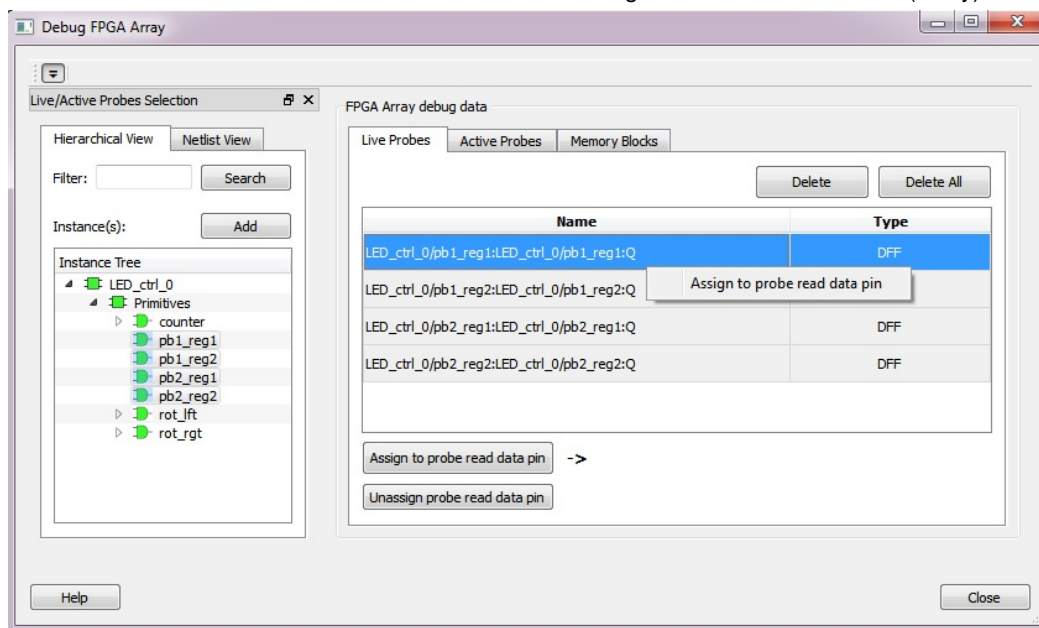 Debug FPGA Array
Live/Active Probes Selection
Hierarchical View Netlist View
Filter: Search
Instance(s): Add
Instance Tree
LED_ctrl_0
Primitives
counter
pb1_reg1
pb1_reg2
pb2_reg1
pb2_reg2
rot_lft
rot_rgt
FPGA Array debug data
Live Probes Active Probes Memory Blocks
Delete Delete All
Name Type
LED_ctrl_0/pb1_reg1:LED_ctrl_0/pb1_reg1:Q DFF
LED_ctrl_0/pb1_reg2:LED_ctrl_0/pb1_reg2:Q
Assign to probe read data pin
LED_ctrl_0/pb2_reg1:LED_ctrl_0/pb2_reg1:Q DFF
LED_ctrl_0/pb2_reg2:LED_ctrl_0/pb2_reg2:Q DFF
Assign to probe read data pin ->
Unassign probe read data pin
Help Close